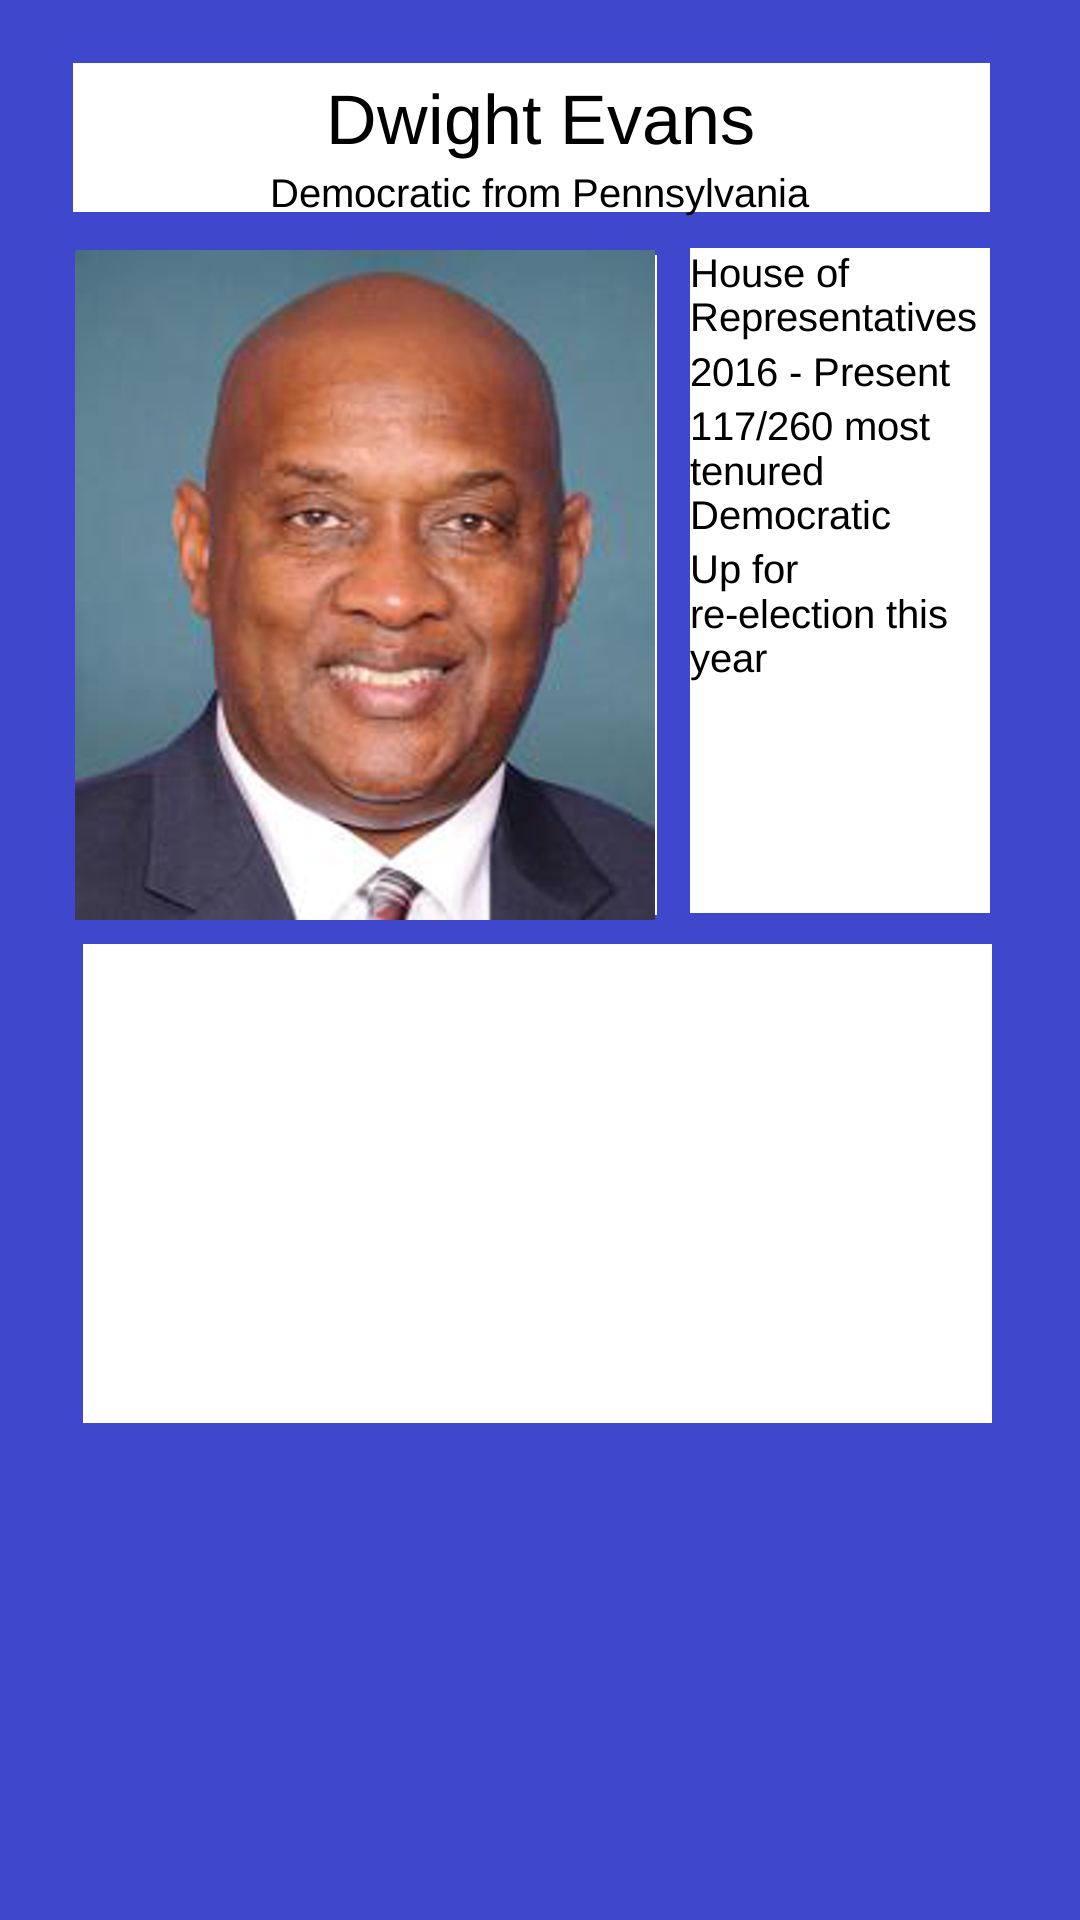 Dwight Evans
Democratic from Pennsylvania
House of
Representatives
2016 - Present
117/260 most
tenured
Democratic
Up for
re-election this
year